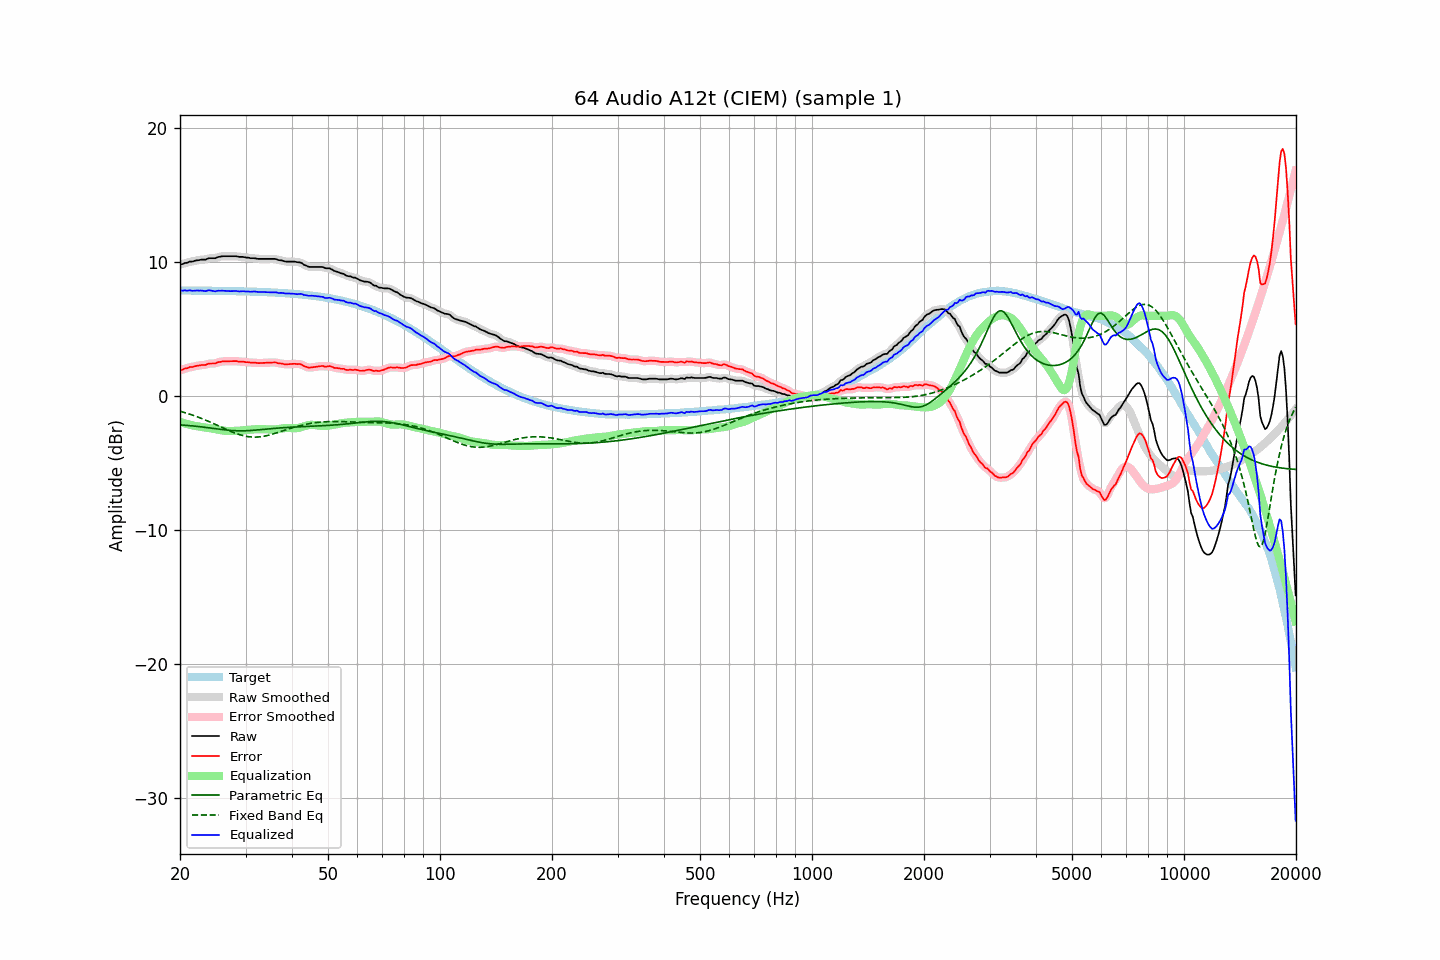 64 Audio A12t (CIEM) (sample 1)
20
10
0
−10
−20
−30
Amplitude (dBr)
Target
Raw Smoothed
Error Smoothed
Raw
Error
Equalization
Parametric Eq
Fixed Band Eq
Equalized
20 50 100 200 500 1000 2000 5000 10000 20000
Frequency (Hz)